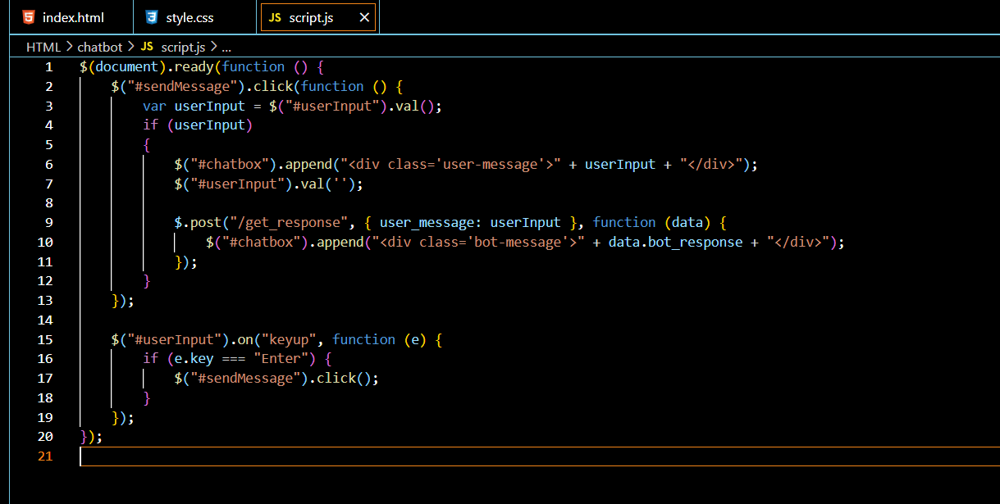 index.html
style.css
JS script.js ×
HTML > chatbot > JS script.js > ...
1 $(document).ready(function () {
2     $("#sendMessage").click(function () {
3         var userInput = $("#userInput").val();
4         if (userInput)
5         {
6             $("#chatbox").append("<div class='user-message'>" + userInput + "</div>");
7             $("#userInput").val('');
8
9             $.post("/get_response", { user_message: userInput }, function (data) {
10                 $("#chatbox").append("<div class='bot-message'>" + data.bot_response + "</div>");
11             });
12         }
13     });
14
15     $("#userInput").on("keyup", function (e) {
16         if (e.key === "Enter") {
17             $("#sendMessage").click();
18         }
19     });
20 });
21